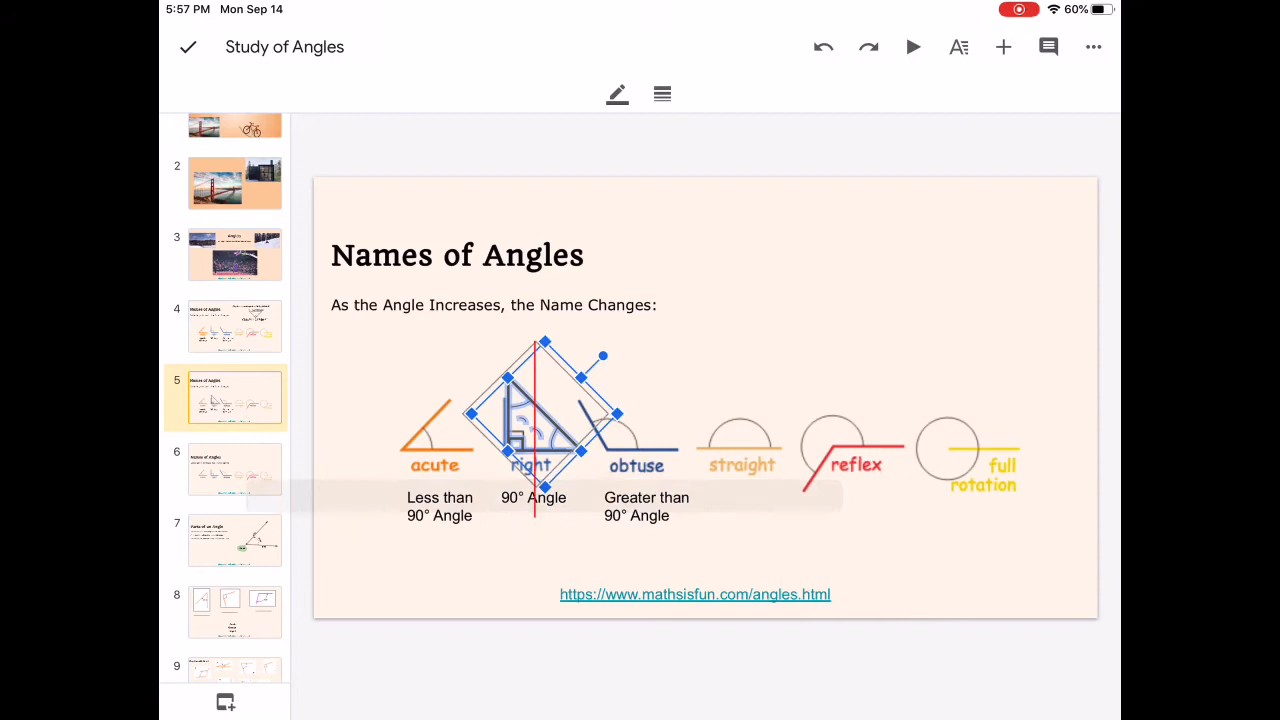 5:57 PM Mon Sep 14
60%
Study of Angles
2
3
4
5
6
7
8
9
Names of Angles
As the Angle Increases, the Name Changes:
acute
right
obtuse
straight
reflex
full
rotation
Less than
90° Angle
90° Angle
Greater than
90° Angle
https://www.mathsisfun.com/angles.html